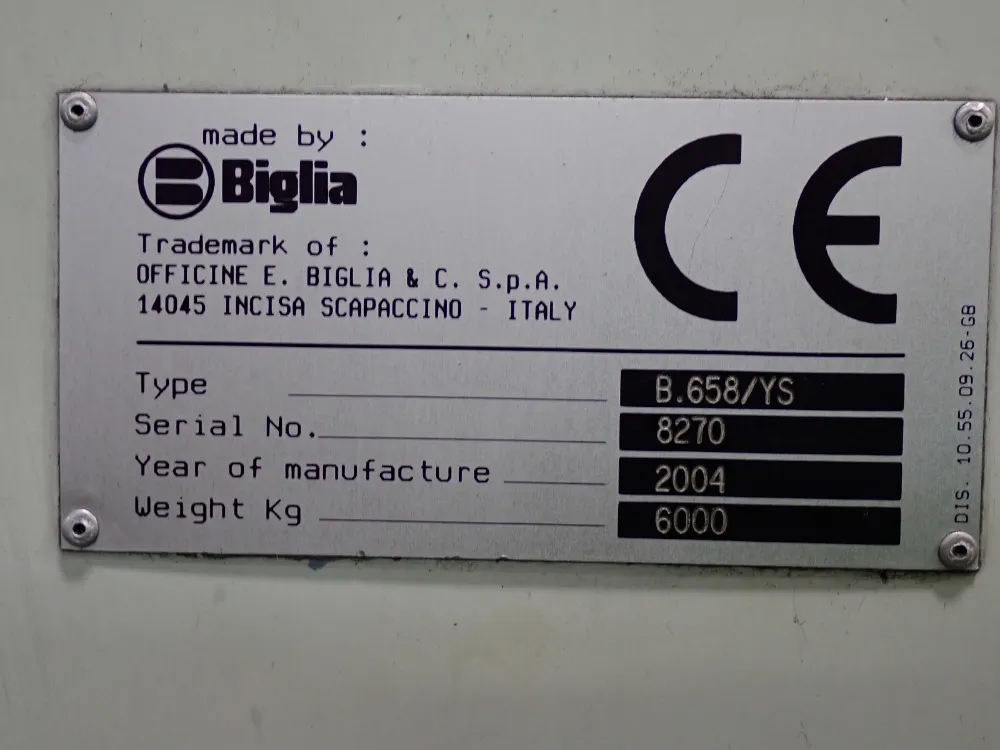 made by :
Biglia
CE
Trademark of :
OFFICINE E. BIGLIA & C. S.p.A.
14045 INCISA SCAPACCINO - ITALY
Type B.658/YS
Serial No. 8270
Year of manufacture 2004
Weight Kg 6000
DIS. 10.55.09.26-GB